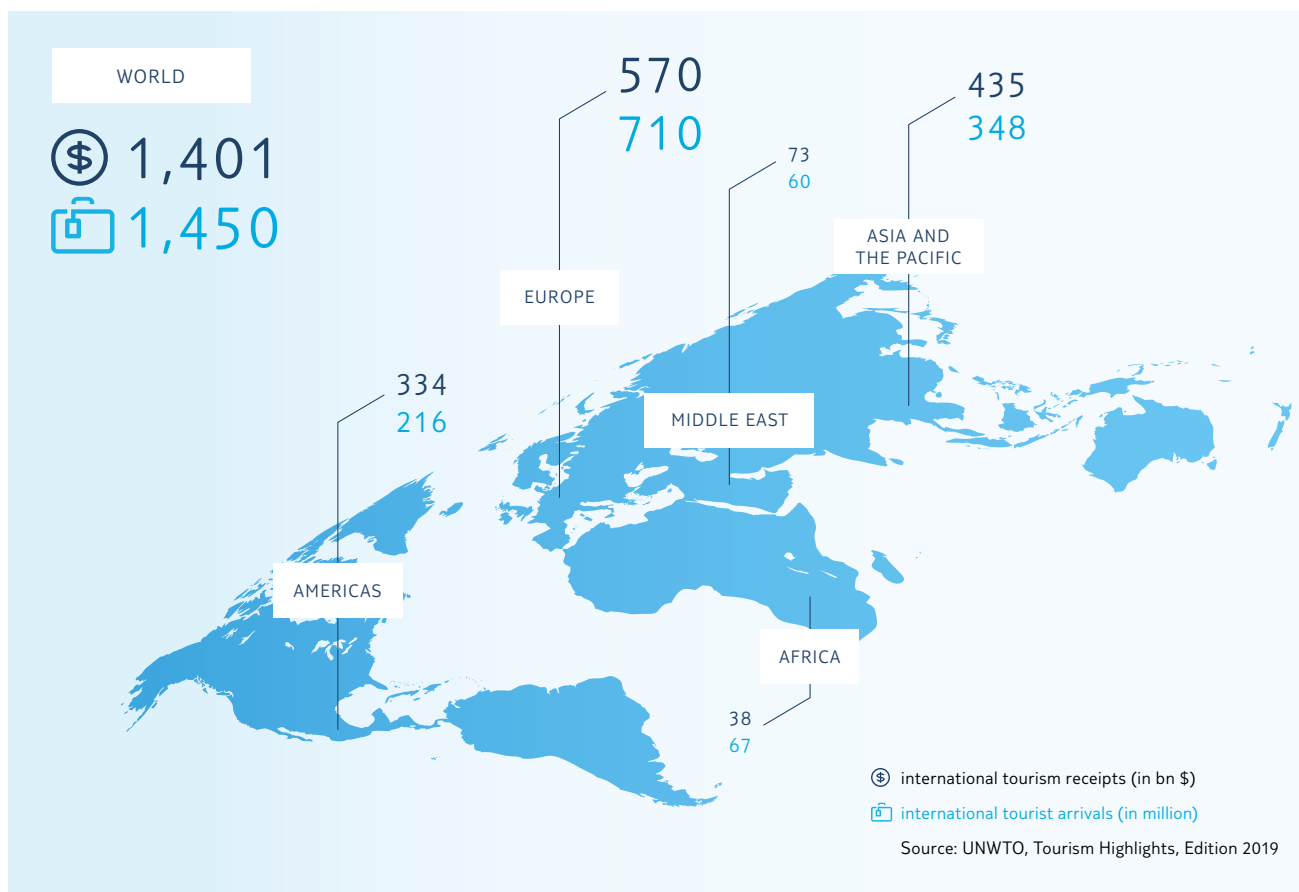 WORLD
1,401
1,450
570
710
435
348
73
60
ASIA AND
THE PACIFIC
EUROPE
334
216
MIDDLE EAST
AMERICAS
AFRICA
38
67
international tourism receipts (in bn $)
international tourist arrivals (in million)
Source: UNWTO, Tourism Highlights, Edition 2019